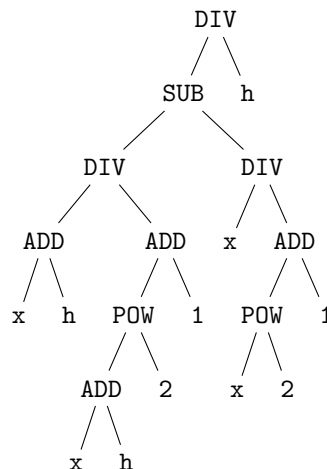 DIV
SUB h
DIV DIV
ADD ADD x ADD
x h POW 1 POW 1
ADD 2 x 2
x h